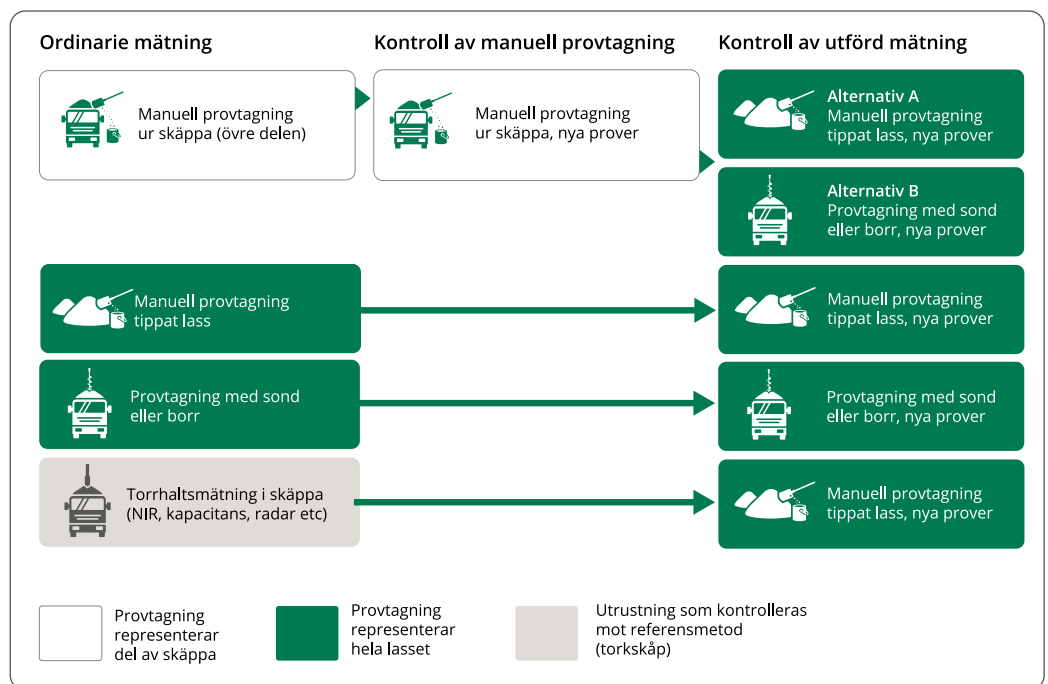 Ordinarie mätning
Kontroll av manuell provtagning
Kontroll av utförd mätning
Manuell provtagning
ur skäppa (övre delen)
Manuell provtagning
ur skäppa, nya prover
Alternativ A
Manuell provtagning
tippat lass, nya prover
Alternativ B
Provtagning med sond
eller borr, nya prover
Manuell provtagning
tippat lass
Manuell provtagning
tippat lass, nya prover
Provtagning med sond
eller borr
Provtagning med sond
eller borr, nya prover
Torrhaltsmätning i skäppa
(NIR, kapacitans, radar etc)
Manuell provtagning
tippat lass, nya prover
Provtagning
representerar
del av skäppa
Provtagning
representerar
hela lasset
Utrustning som kontrolleras
mot referensmetod
(torkskåp)